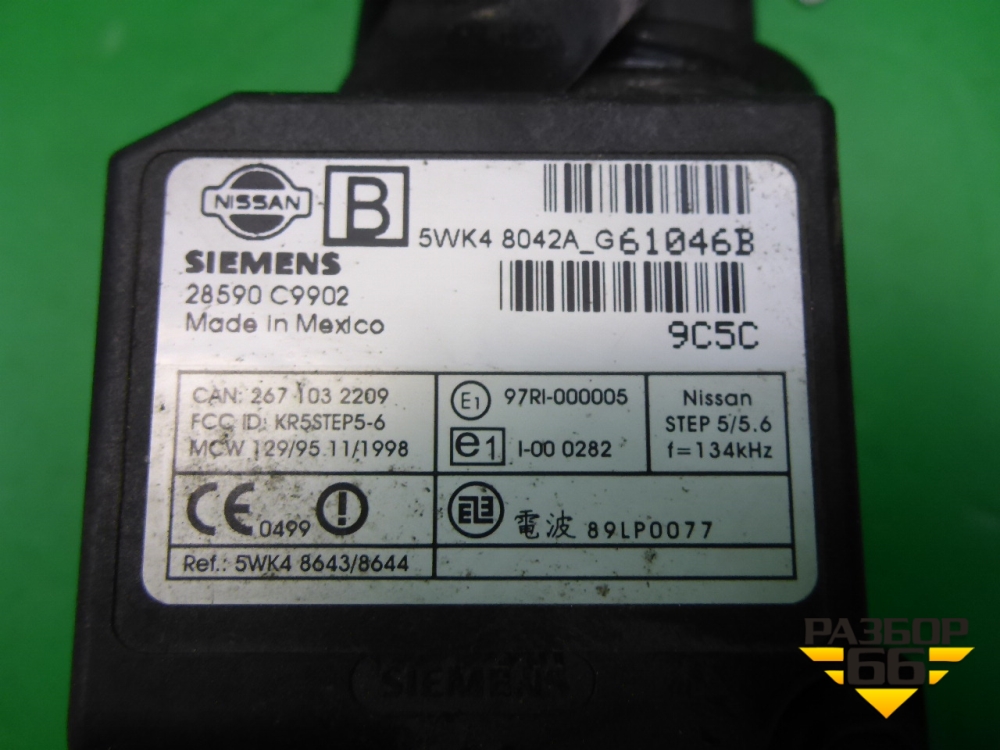 NISSAN
B
5WK4 8042A_G61046B
SIEMENS
28590 C9902
Made in Mexico
9C5C
CAN: 267 103 2209
FCC ID: KR5STEP5-6
MCW 129/95 11/1998
E1 97RI-000005
e1 I-00 0282
Nissan
STEP 5/5.6
f=134kHz
CE 0499
電波 89LP0077
Ref.: 5WK4 8643/8644
SIEMENS
РАЗБОР
66